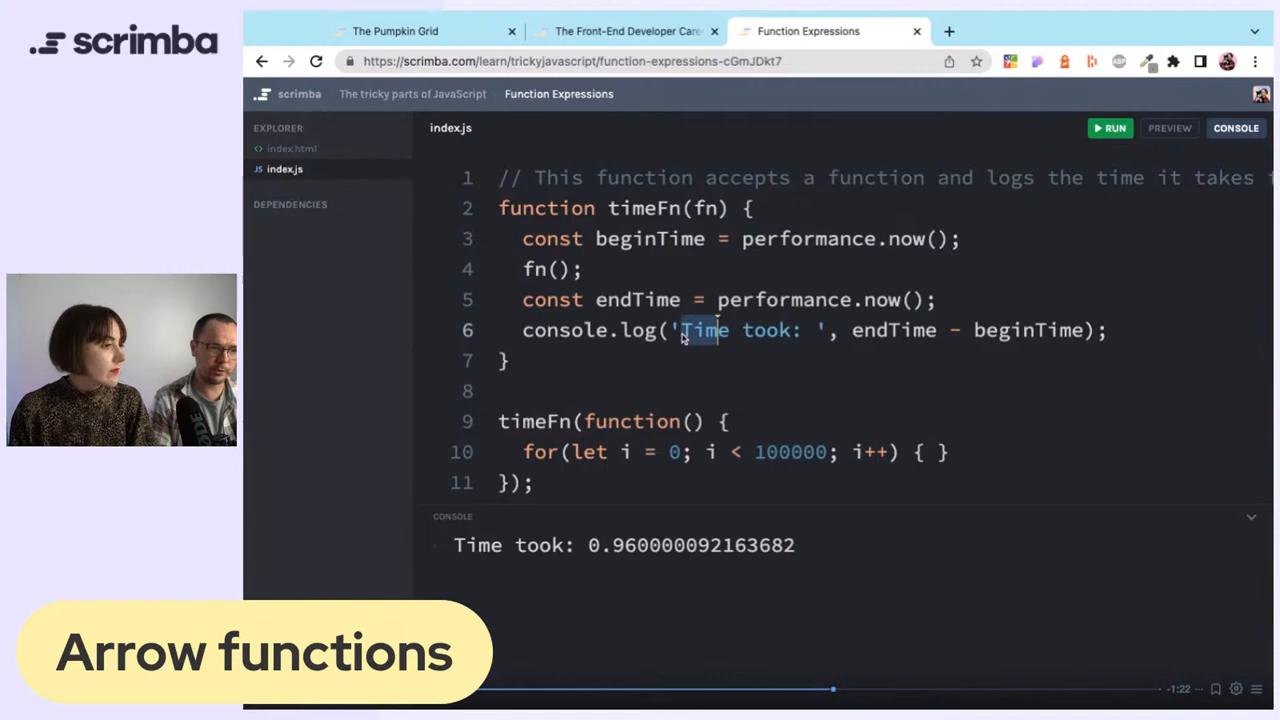 scrimba
The Pumpkin Grid
The Front-End Developer Care
Function Expressions
https://scrimba.com/learn/trickyjavascript/function-expressions-cGmJDkt7
scrimba
The tricky parts of JavaScript
Function Expressions
EXPLORER
index.html
JS index.js
DEPENDENCIES
index.js
RUN
PREVIEW
CONSOLE
1 // This function accepts a function and logs the time it takes t
2 function timeFn(fn) {
3 const beginTime = performance.now();
4 fn();
5 const endTime = performance.now();
6 console.log('Time took: ', endTime - beginTime);
7 }
8
9 timeFn(function() {
10 for(let i = 0; i < 100000; i++) { }
11 });
CONSOLE
Time took: 0.960000092163682
Arrow functions
-1:22